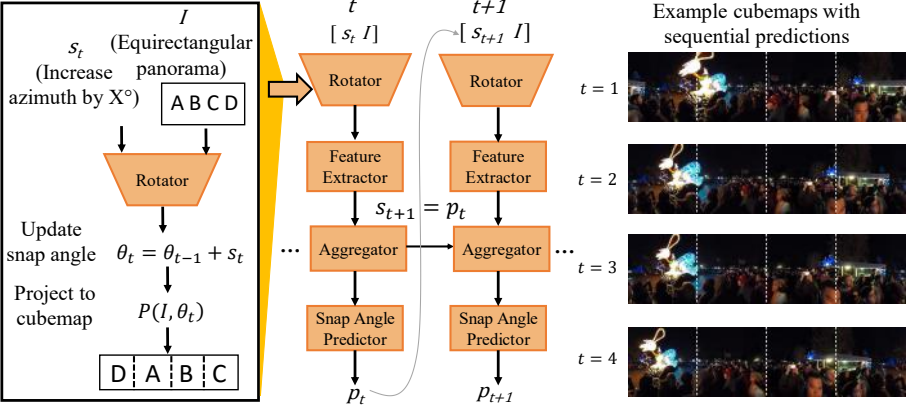 s_t
(Increase
azimuth by X°)
I
(Equirectangular
panorama)
A B C D
Rotator
Update
snap angle
θ_t = θ_{t−1} + s_t
Project to
cubemap
P(I, θ_t)
D A B C
t
[ s_t I ]
Rotator
Feature
Extractor
s_{t+1} = p_t
...
Aggregator
Snap Angle
Predictor
p_t
t+1
[ s_{t+1} I ]
Rotator
Feature
Extractor
Aggregator
...
Snap Angle
Predictor
p_{t+1}
Example cubemaps with
sequential predictions
t = 1
t = 2
t = 3
t = 4